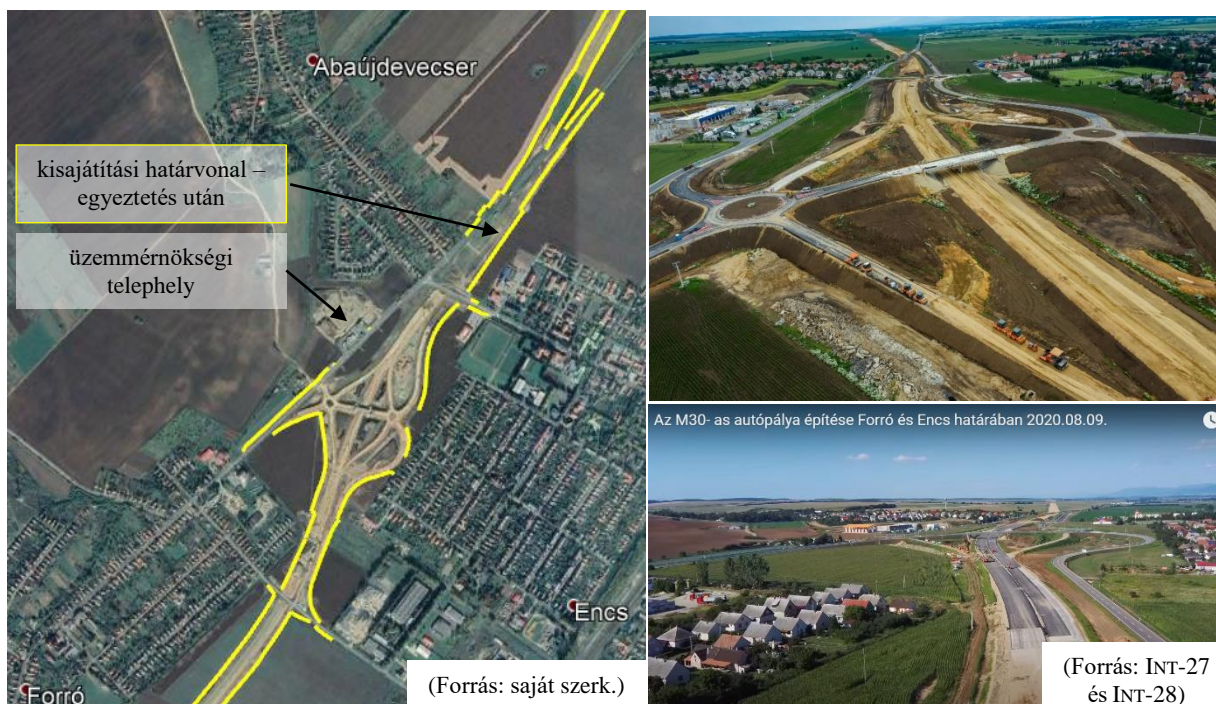 Abaújdevecser
kisajátítási határvonal –
egyeztetés után
üzemmérnökségi
telephely
Encs
Forró
(Forrás: saját szerk.)
Az M30- as autópálya építése Forró és Encs határában 2020.08.09.
(Forrás: INT-27
és INT-28)